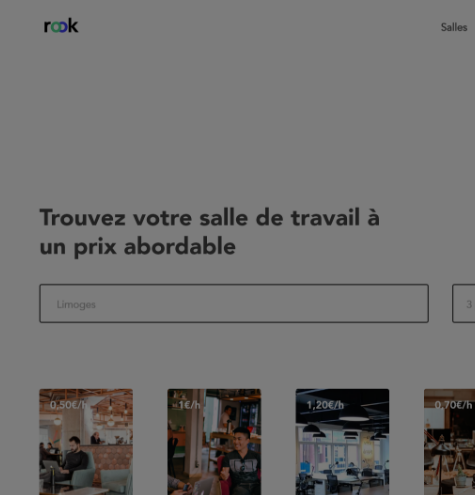 rook
Salles
Trouvez votre salle de travail à
un prix abordable
Limoges
3
0,50€/h
1€/h
1,20€/h
0,70€/H